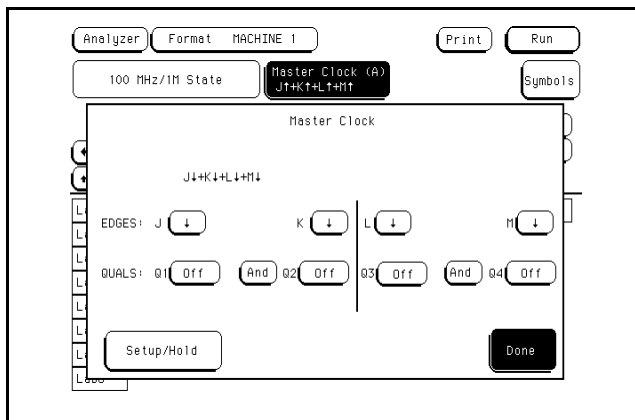 Analyzer Format MACHINE 1 Print Run
100 MHz/1M State Master Clock (A) Symbols
J↑+K↑+L↑+M↑
Master Clock
J↓+K↓+L↓+M↓
EDGES: J ↓ K ↓ L ↓ M ↓
QUALS: Q1 Off And Q2 Off Q3 Off And Q4 Off
Setup/Hold Done